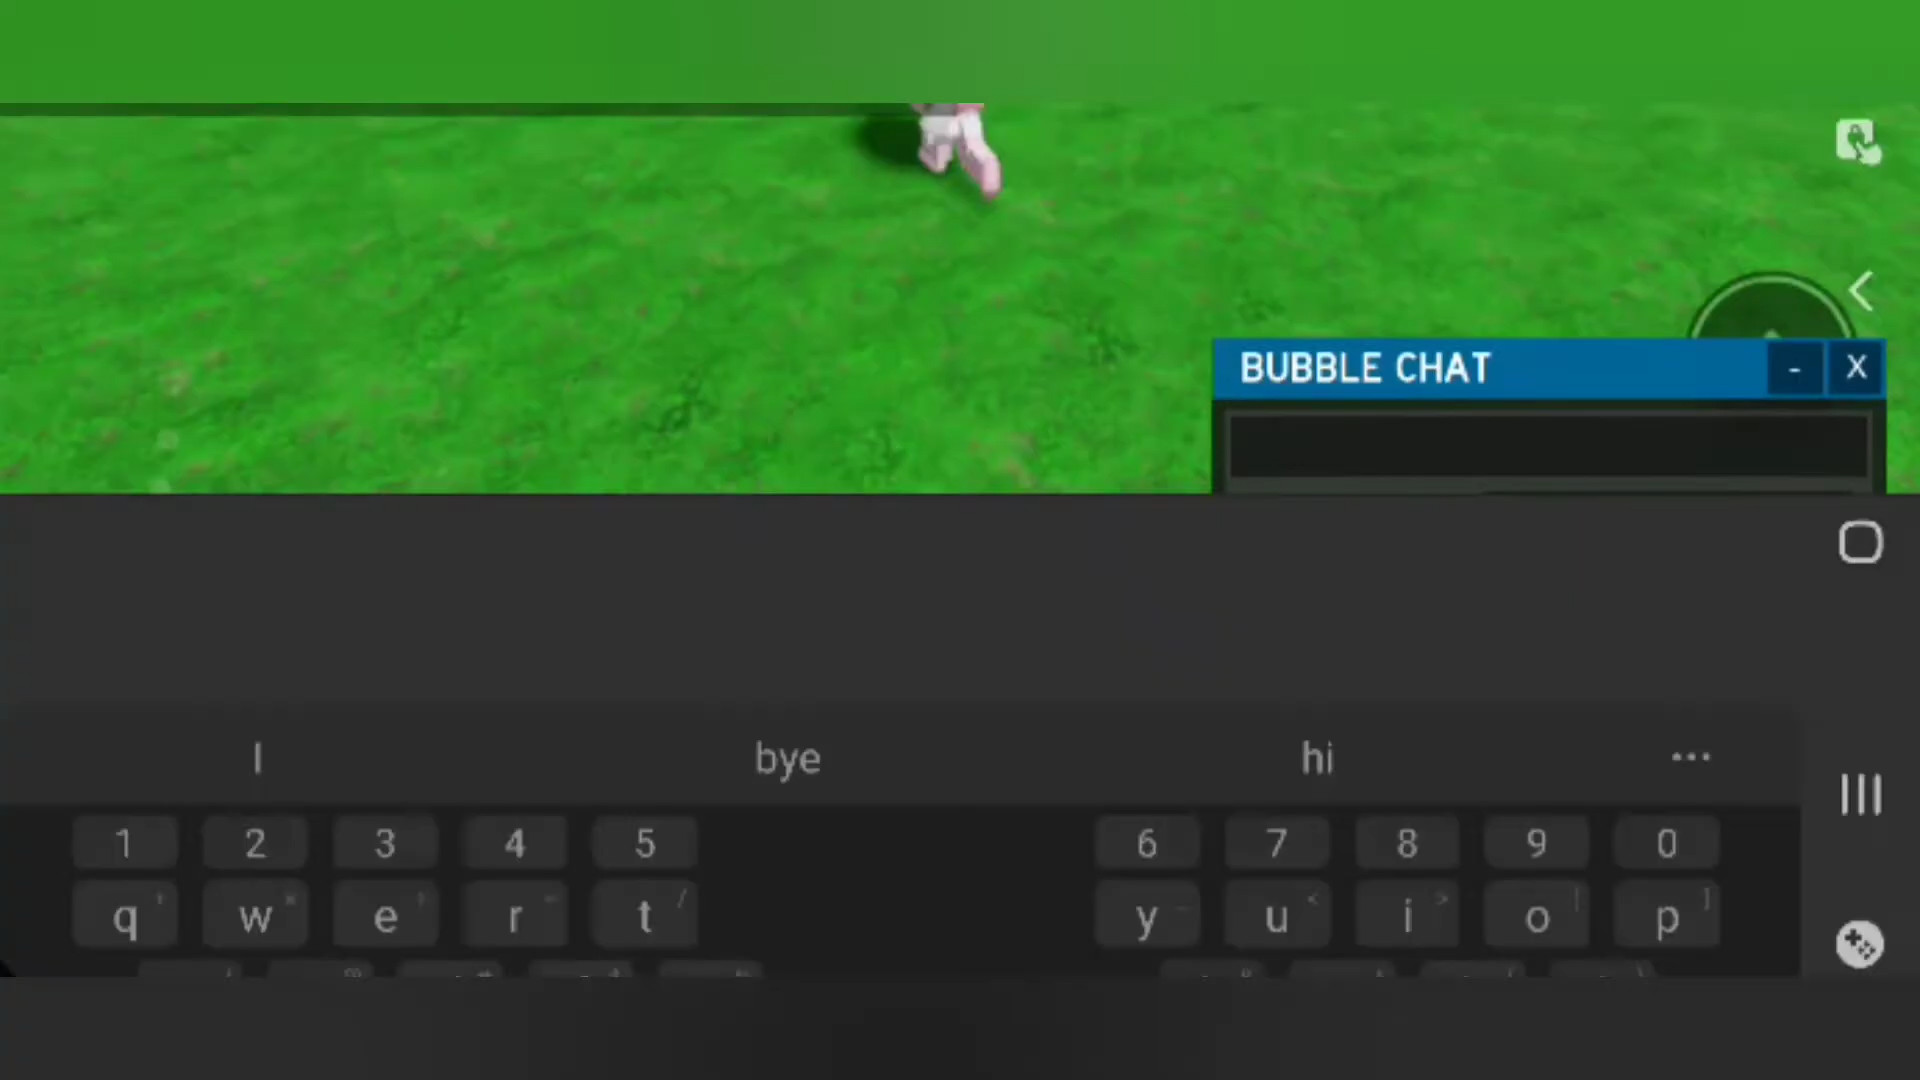 BUBBLE CHAT - X
I bye hi ...
1 2 3 4 5 6 7 8 9 0
q w e r t / y u < i > o | p ]